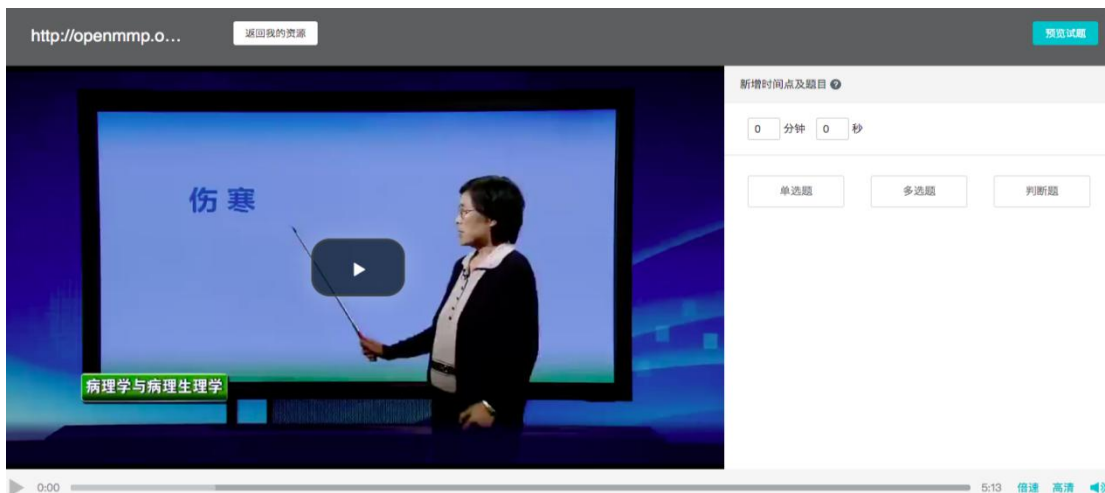 http://openmmp.o...
返回我的资源
预览试题
新增时间点及题目
0 分钟 0 秒
单选题 多选题 判断题
伤寒
病理学与病理生理学
0:00
5:13 倍速 高清